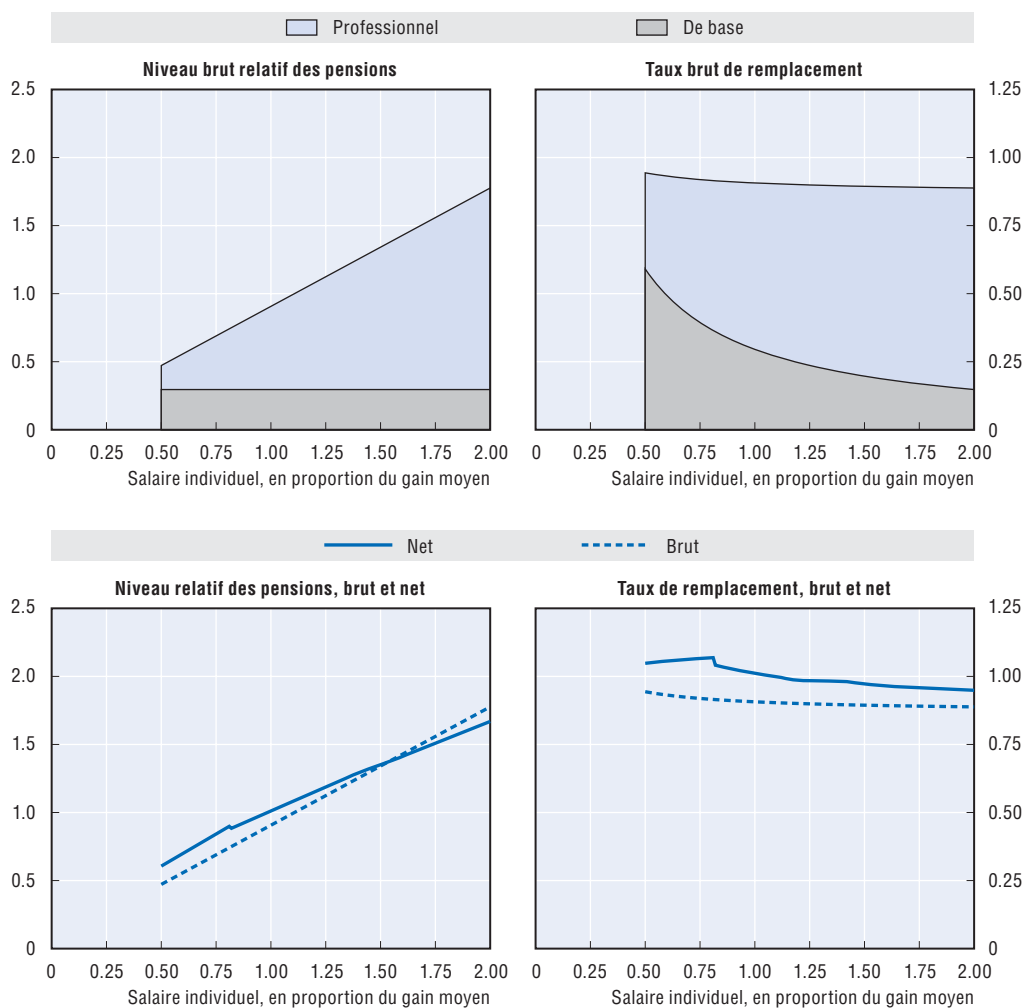 Professionnel De base
Niveau brut relatif des pensions
2.5
2.0
1.5
1.0
0.5
0
0 0.25 0.50 0.75 1.00 1.25 1.50 1.75 2.00
Salaire individuel, en proportion du gain moyen
Taux brut de remplacement
1.25
1.00
0.75
0.50
0.25
0
0 0.25 0.50 0.75 1.00 1.25 1.50 1.75 2.00
Salaire individuel, en proportion du gain moyen
Net Brut
Niveau relatif des pensions, brut et net
2.5
2.0
1.5
1.0
0.5
0
0 0.25 0.50 0.75 1.00 1.25 1.50 1.75 2.00
Salaire individuel, en proportion du gain moyen
Taux de remplacement, brut et net
1.25
1.00
0.75
0.50
0.25
0
0 0.25 0.50 0.75 1.00 1.25 1.50 1.75 2.00
Salaire individuel, en proportion du gain moyen